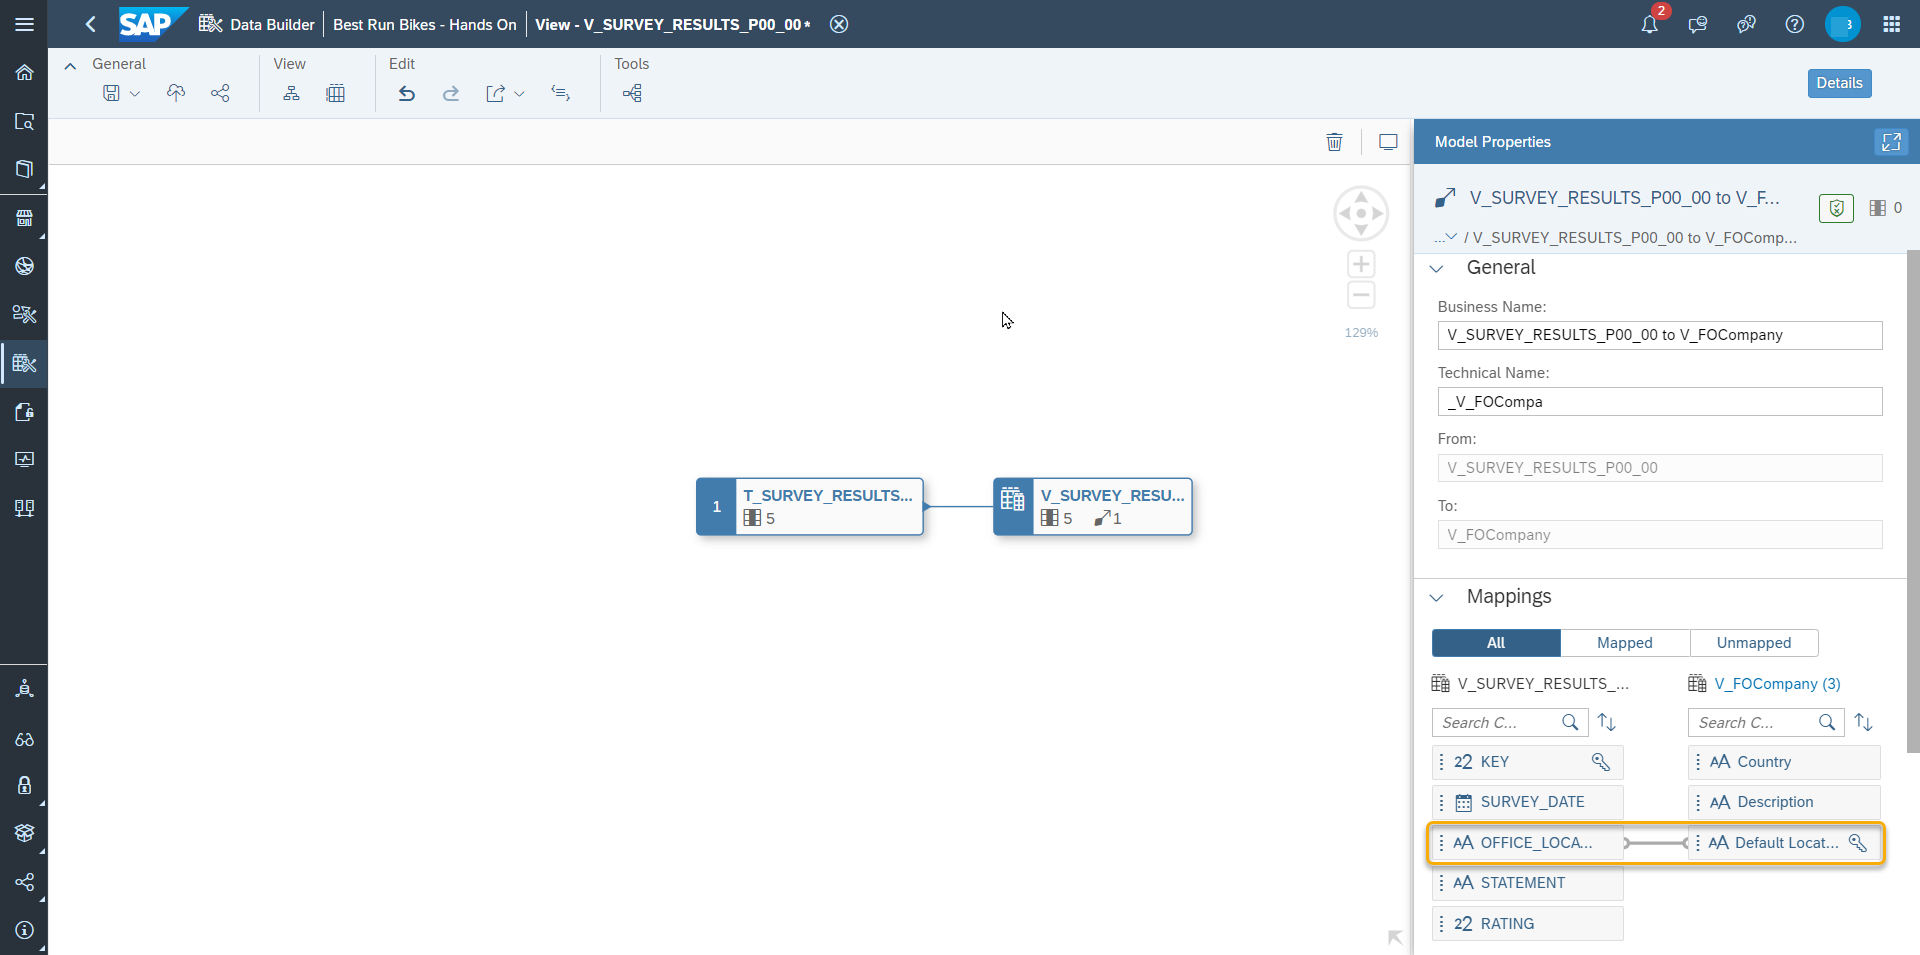 SAP
Data Builder
Best Run Bikes - Hands On
View - V_SURVEY_RESULTS_P00_00 *
2
General
View
Edit
Tools
Details
Model Properties
V_SURVEY_RESULTS_P00_00 to V_F...
0
... / V_SURVEY_RESULTS_P00_00 to V_FOComp...
General
Business Name:
V_SURVEY_RESULTS_P00_00 to V_FOCompany
129%
Technical Name:
_V_FOCompa
From:
V_SURVEY_RESULTS_P00_00
To:
V_FOCompany
1
T_SURVEY_RESULTS...
5
V_SURVEY_RESU...
5
1
Mappings
All
Mapped
Unmapped
V_SURVEY_RESULTS_...
V_FOCompany (3)
Search C...
Search C...
22 KEY
AA Country
SURVEY_DATE
AA Description
AA OFFICE_LOCA...
AA Default Locat...
AA STATEMENT
22 RATING